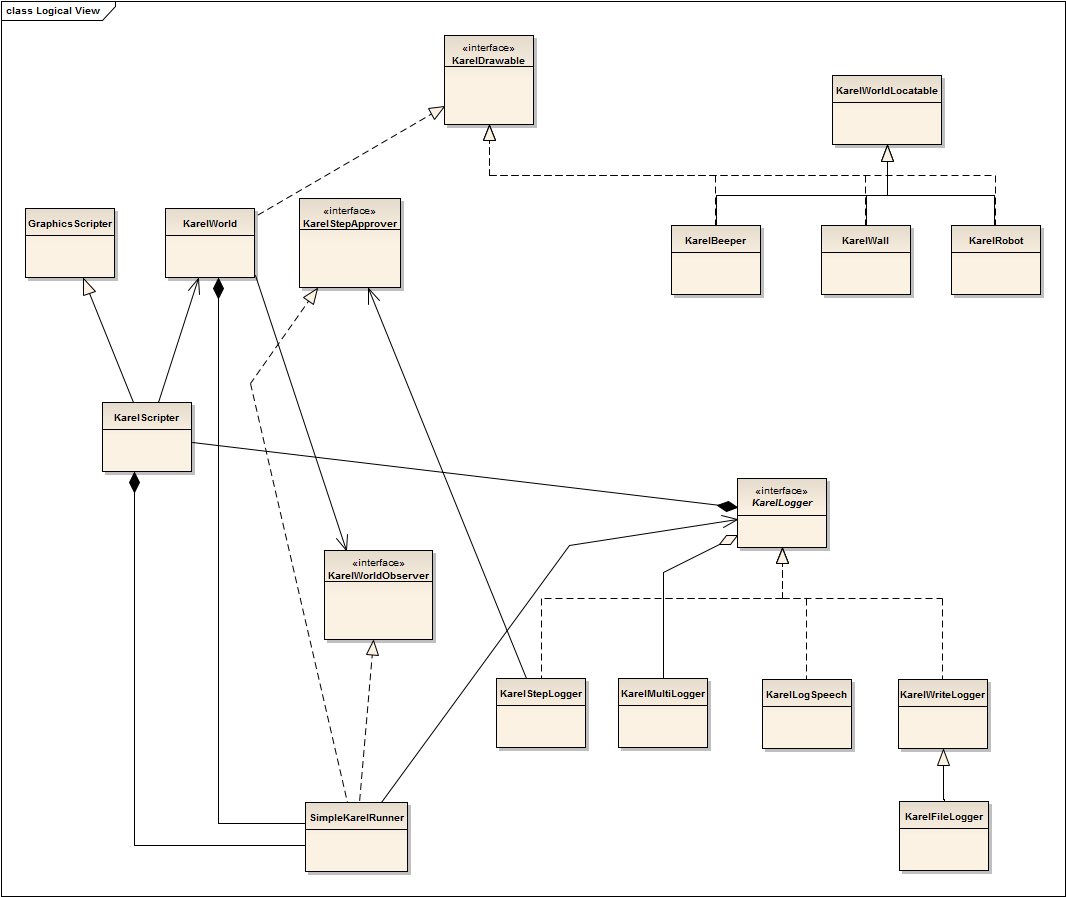 class Logical View
«interface»
KarelDrawable
KarelWorldLocatable
GraphicsScripter
KarelWorld
«interface»
KarelStepApprover
KarelBeeper
KarelWall
KarelRobot
KarelScripter
«interface»
KarelLogger
«interface»
KarelWorldObserver
KarelStepLogger
KarelMultiLogger
KarelLogSpeech
KarelWriteLogger
SimpleKarelRunner
KarelFileLogger